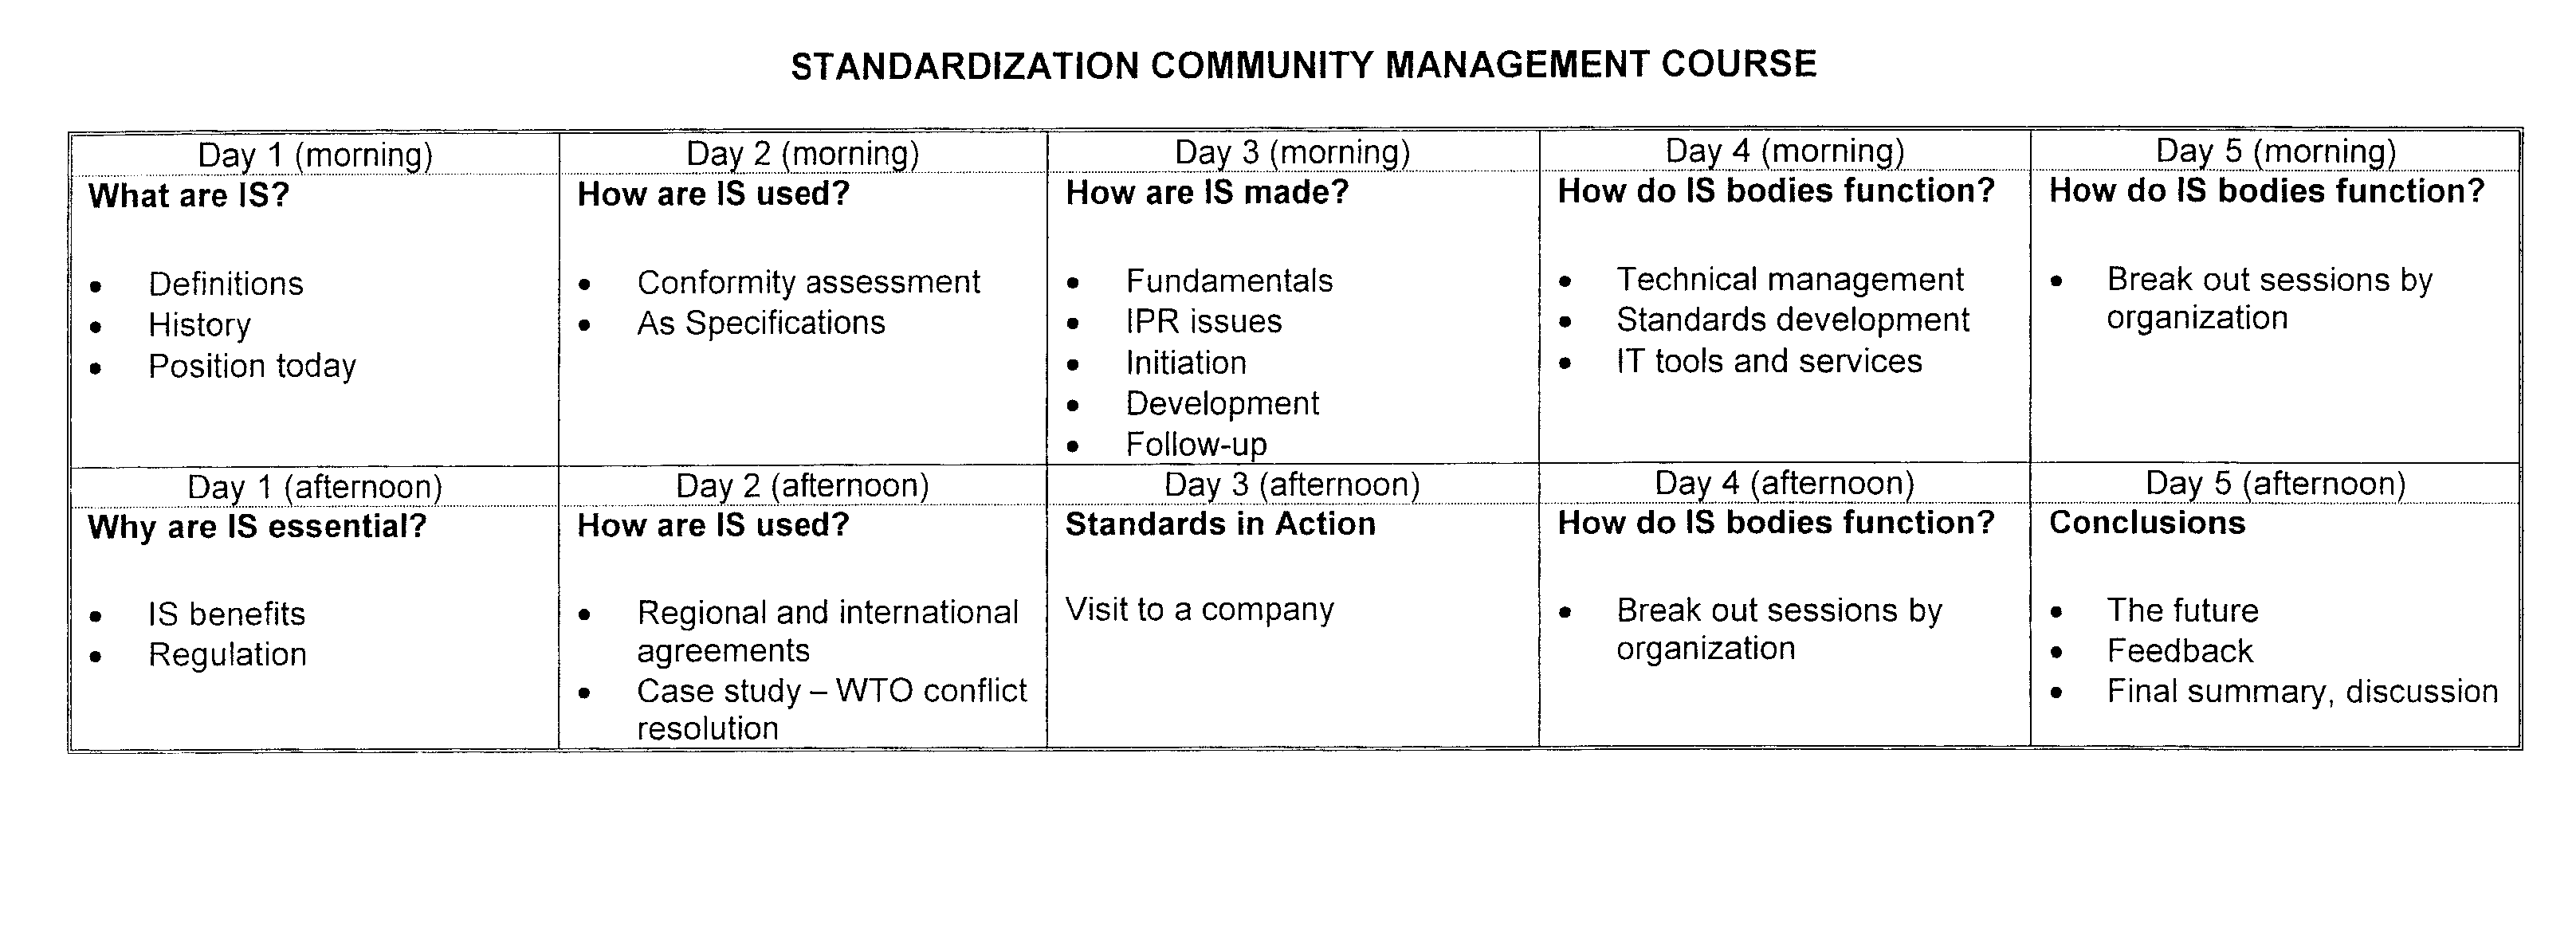 STANDARDIZATION COMMUNITY MANAGEMENT COURSE
Day 1 (morning)
What are IS?
• Definitions
• History
• Position today
Day 2 (morning)
How are IS used?
• Conformity assessment
• As Specifications
Day 3 (morning)
How are IS made?
• Fundamentals
• IPR issues
• Initiation
• Development
• Follow-up
Day 4 (morning)
How do IS bodies function?
• Technical management
• Standards development
• IT tools and services
Day 5 (morning)
How do IS bodies function?
• Break out sessions by
organization
Day 1 (afternoon)
Why are IS essential?
• IS benefits
• Regulation
Day 2 (afternoon)
How are IS used?
• Regional and international
agreements
• Case study – WTO conflict
resolution
Day 3 (afternoon)
Standards in Action
Visit to a company
Day 4 (afternoon)
How do IS bodies function?
• Break out sessions by
organization
Day 5 (afternoon)
Conclusions
• The future
• Feedback
• Final summary, discussion